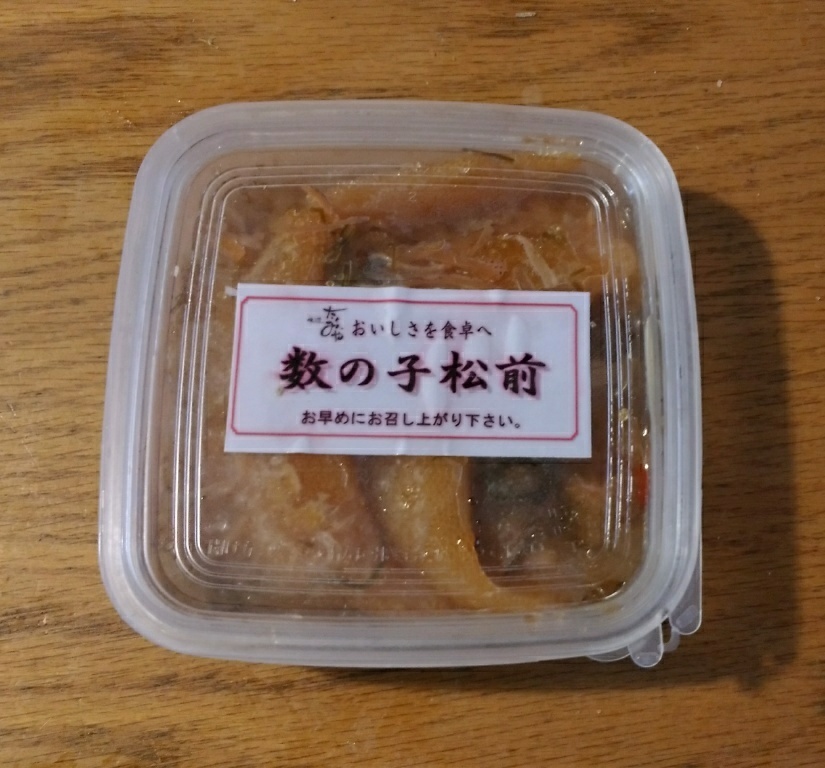 おいしさを食卓へ
数の子松前
お早めにお召し上がり下さい。